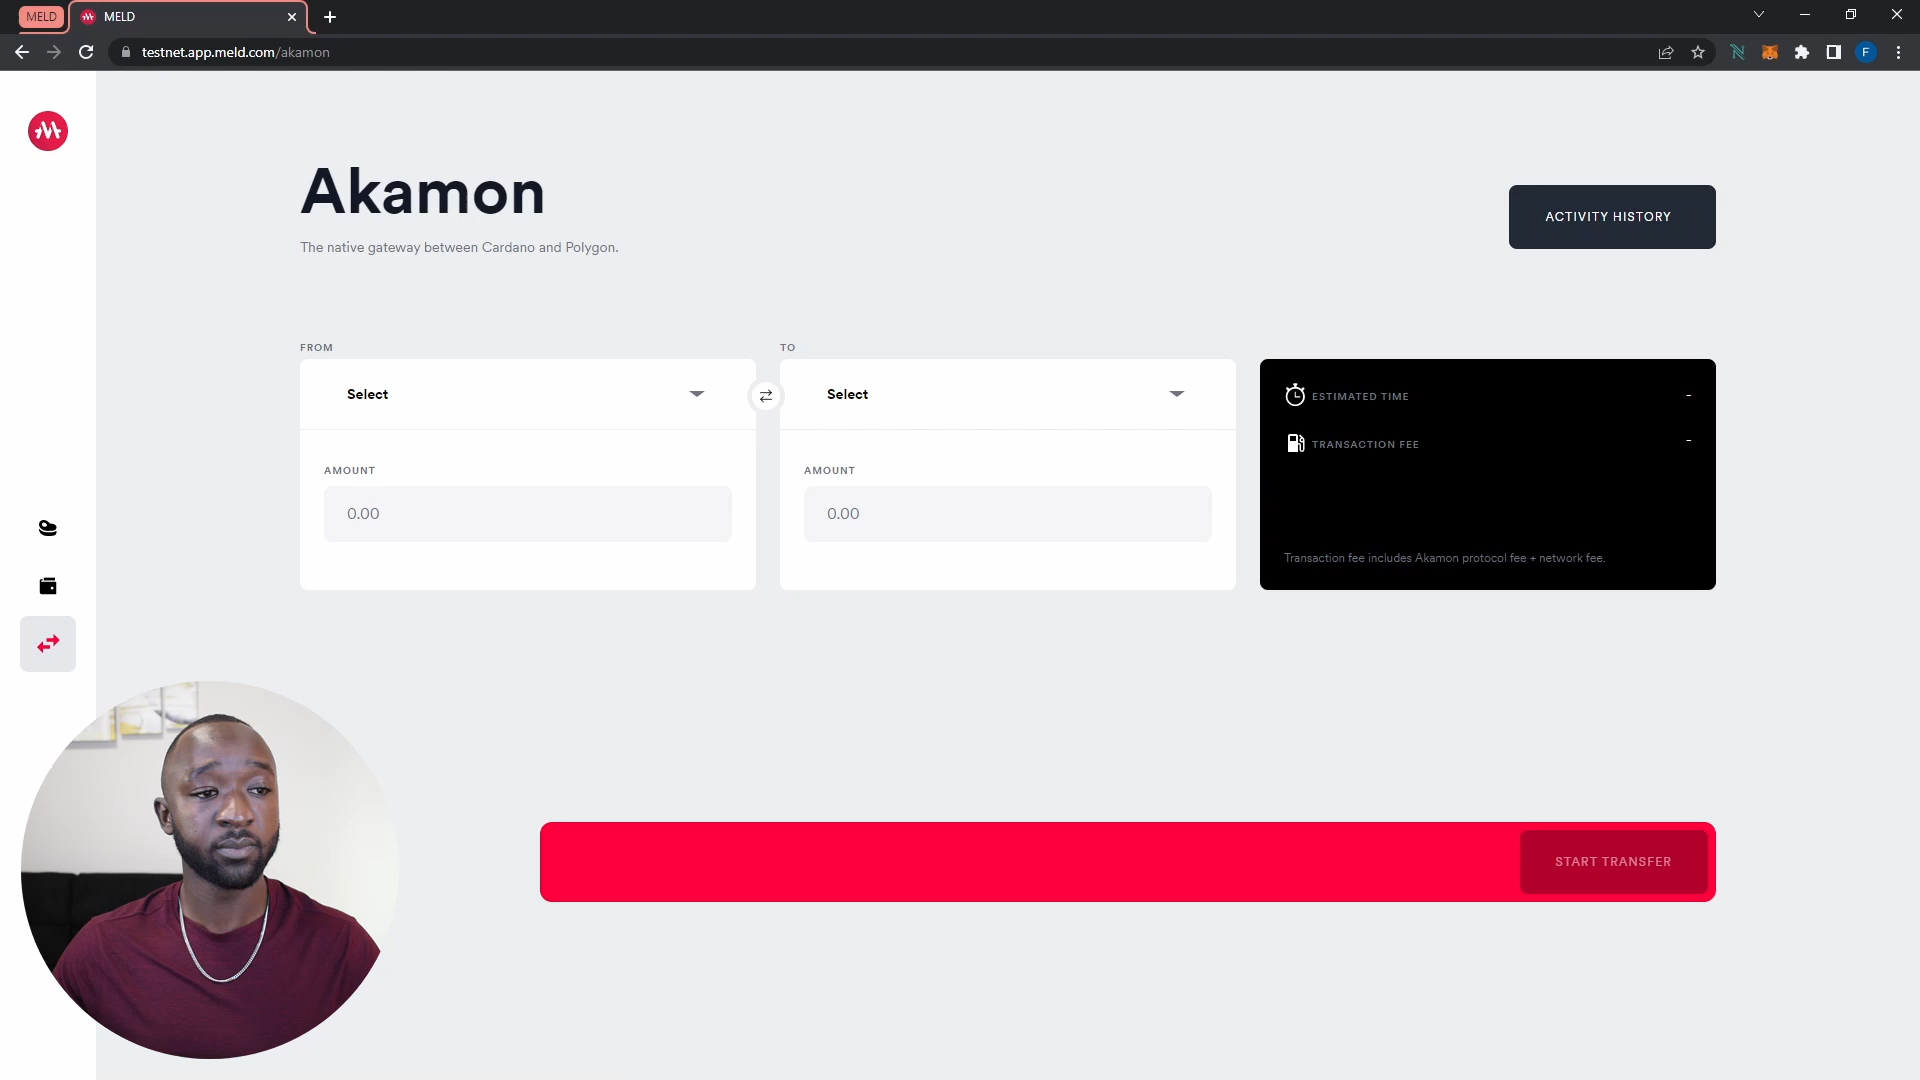 MELD
MELD
testnet.app.meld.com/akamon
F
Akamon
The native gateway between Cardano and Polygon.
ACTIVITY HISTORY
FROM
TO
Select
Select
ESTIMATED TIME -
TRANSACTION FEE -
AMOUNT
AMOUNT
0.00
0.00
Transaction fee includes Akamon protocol fee + network fee.
START TRANSFER